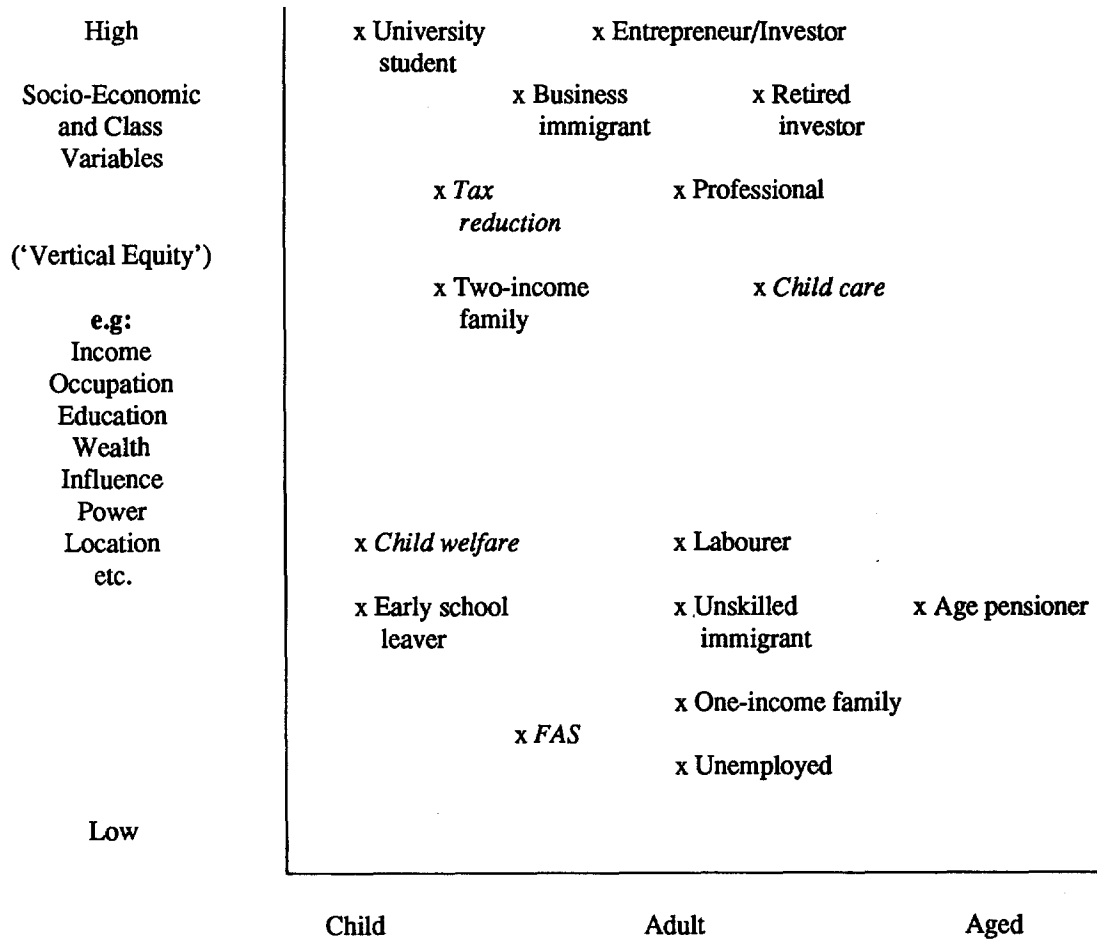 High
Socio-Economic
and Class
Variables
('Vertical Equity')
e.g:
Income
Occupation
Education
Wealth
Influence
Power
Location
etc.
Low
x University
student
x Entrepreneur/Investor
x Business
immigrant
x Retired
investor
x Tax
reduction
x Professional
x Two-income
family
x Child care
x Child welfare
x Labourer
x Early school
leaver
x Unskilled
immigrant
x Age pensioner
x One-income family
x FAS
x Unemployed
Child
Adult
Aged